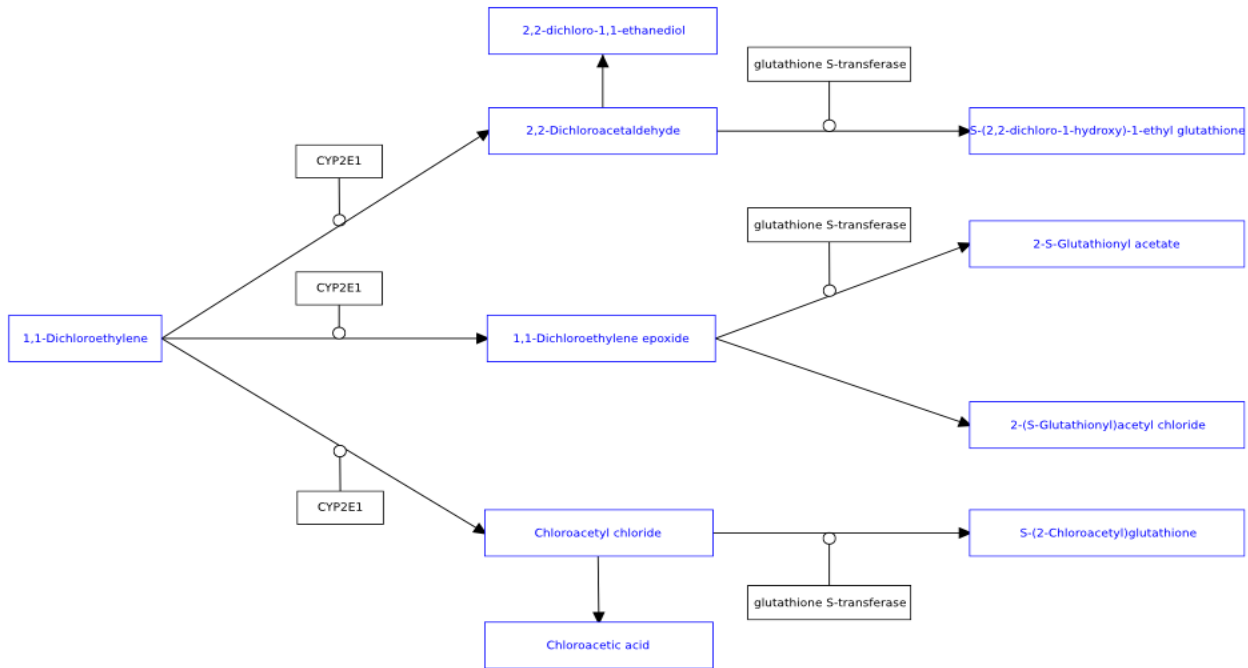 2,2-dichloro-1,1-ethanediol
glutathione S-transferase
2,2-Dichloroacetaldehyde
S-(2,2-dichloro-1-hydroxy)-1-ethyl glutathione
CYP2E1
glutathione S-transferase
2-S-Glutathionyl acetate
CYP2E1
1,1-Dichloroethylene
1,1-Dichloroethylene epoxide
2-(S-Glutathionyl)acetyl chloride
CYP2E1
Chloroacetyl chloride
S-(2-Chloroacetyl)glutathione
glutathione S-transferase
Chloroacetic acid